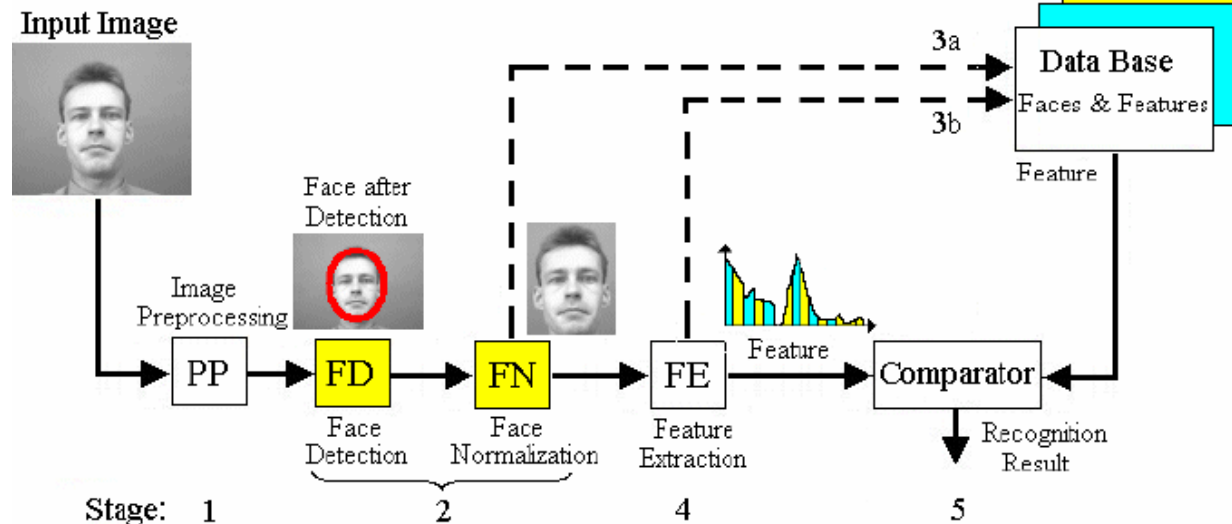 Input Image
3a
Data Base
Faces & Features
3b
Feature
Face after
Detection
Image
Preprocessing
PP
FD
FN
FE
Feature
Comparator
Face
Detection
Face
Normalization
Feature
Extraction
Recognition
Result
Stage: 1 2 4 5